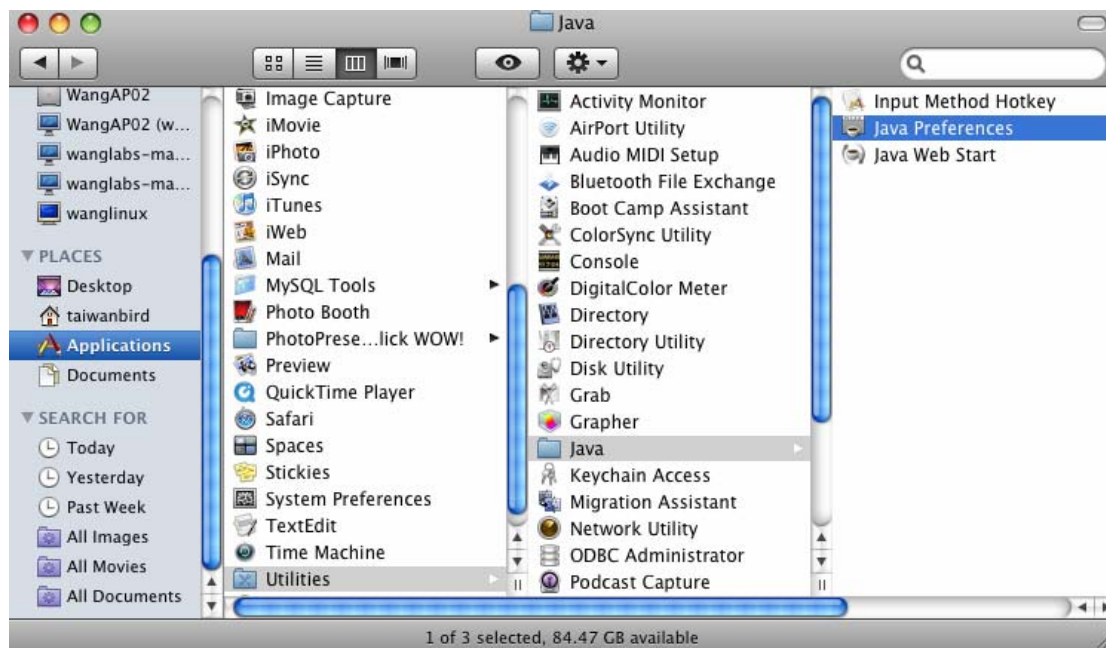 Java
WangAP02
WangAP02 (w...
wanglabs-ma...
wanglabs-ma...
wanglinux
PLACES
Desktop
taiwanbird
Applications
Documents
SEARCH FOR
Today
Yesterday
Past Week
All Images
All Movies
All Documents
Image Capture
iMovie
iPhoto
iSync
iTunes
iWeb
Mail
MySQL Tools
Photo Booth
PhotoPrese...lick WOW!
Preview
QuickTime Player
Safari
Spaces
Stickies
System Preferences
TextEdit
Time Machine
Utilities
Activity Monitor
AirPort Utility
Audio MIDI Setup
Bluetooth File Exchange
Boot Camp Assistant
ColorSync Utility
Console
DigitalColor Meter
Directory
Directory Utility
Disk Utility
Grab
Grapher
Java
Keychain Access
Migration Assistant
Network Utility
ODBC Administrator
Podcast Capture
Input Method Hotkey
Java Preferences
Java Web Start
1 of 3 selected, 84.47 GB available